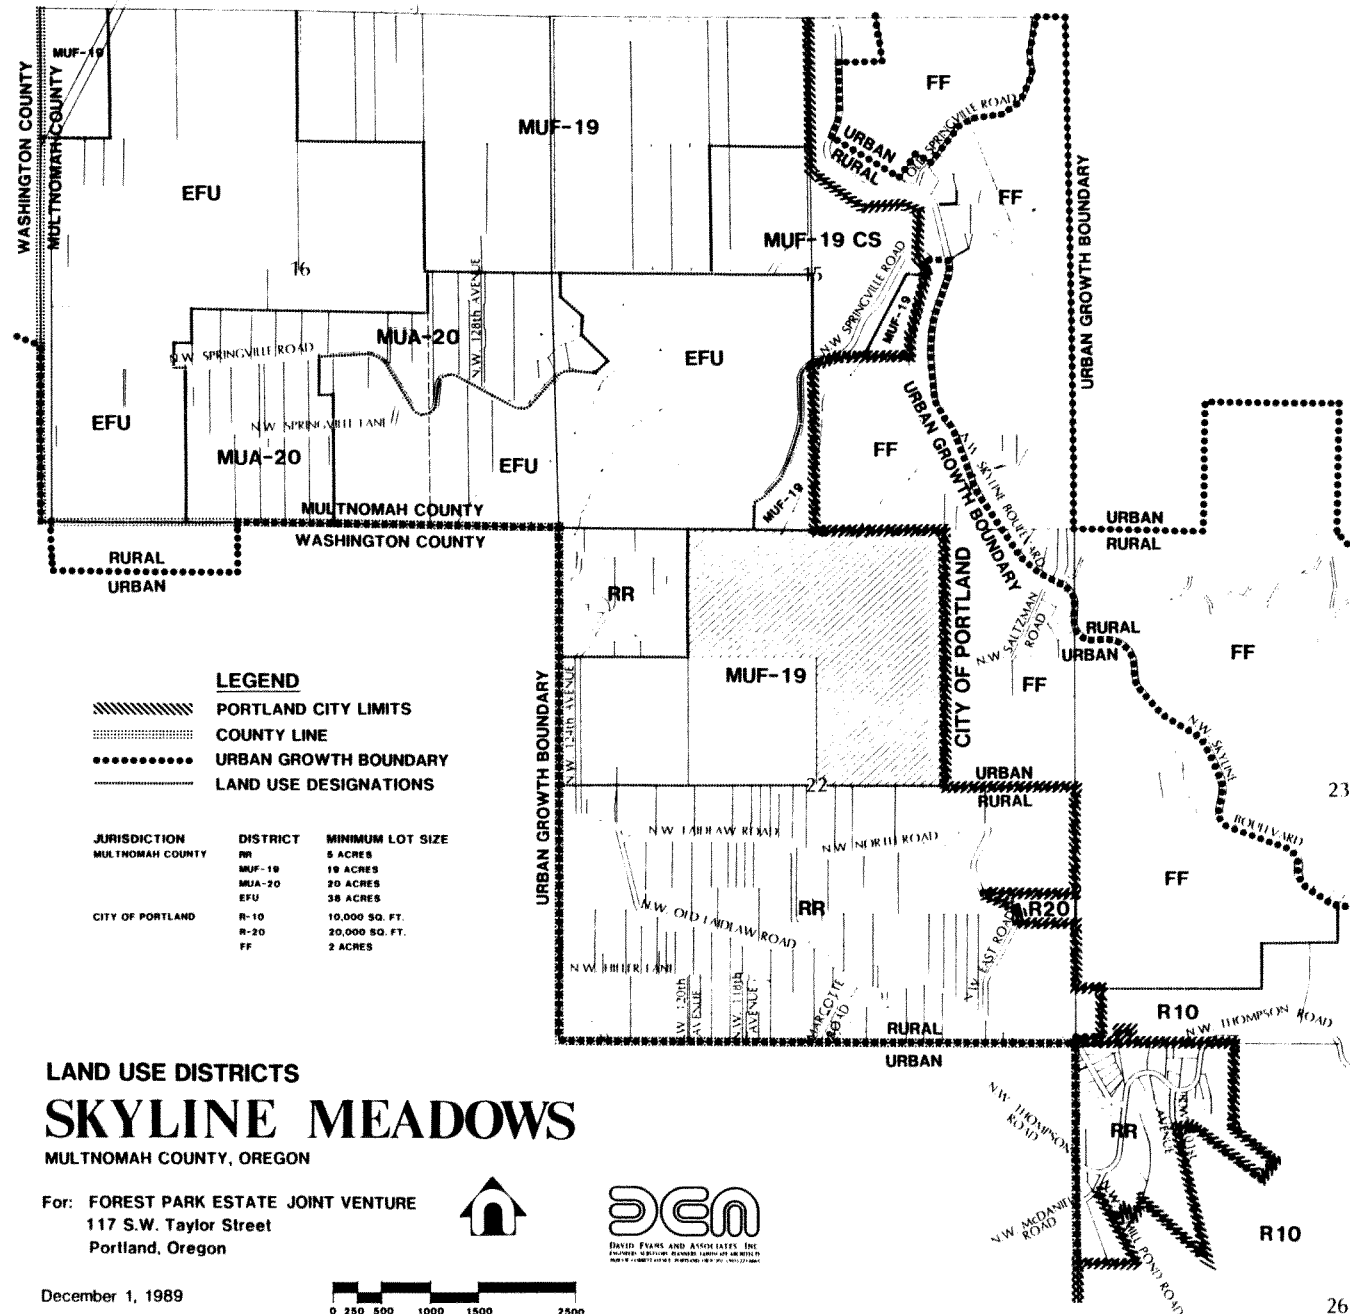 MUF-19
WASHINGTON COUNTY
MULTNOMAH COUNTY
MUF-19
FF
OLD SPRINGVILLE ROAD
URBAN
RURAL
EFU
FF
URBAN GROWTH BOUNDARY
MUF-19 CS
16
15
N.W. 128th AVENUE
N.W. SPRINGVILLE ROAD
MUF-19
MUA-20
N.W. SPRINGVILLE ROAD
EFU
EFU
N.W. SPRINGVILLE LANE
MUA-20
EFU
FF
URBAN GROWTH BOUNDARY
N.W. SKYLINE BOULEVARD
MUF-19
MULTNOMAH COUNTY
WASHINGTON COUNTY
URBAN
RURAL
RURAL
URBAN
RR
CITY OF PORTLAND
N.W. SALTZMAN
ROAD
RURAL
URBAN
FF
MUF-19
FF
LEGEND
PORTLAND CITY LIMITS
COUNTY LINE
URBAN GROWTH BOUNDARY
LAND USE DESIGNATIONS
URBAN GROWTH BOUNDARY
N.W. 124th AVENUE
N.W. SKYLINE
BOULEVARD
22
URBAN
RURAL
23
JURISDICTION DISTRICT MINIMUM LOT SIZE
MULTNOMAH COUNTY RR 5 ACRES
MUF-19 19 ACRES
MUA-20 20 ACRES
EFU 38 ACRES
CITY OF PORTLAND R-10 10,000 SQ. FT.
R-20 20,000 SQ. FT.
FF 2 ACRES
N.W. LAIDLAW ROAD
N.W. NORTH ROAD
FF
RR
R20
N.W. OLD LAIDLAW ROAD
N.W. EAST ROAD
N.W. 120th
AVENUE
N.W. 118th
AVENUE
MARCOTTE
ROAD
R10
N.W. THOMPSON ROAD
RURAL
URBAN
LAND USE DISTRICTS
SKYLINE MEADOWS
MULTNOMAH COUNTY, OREGON
N.W. THOMPSON
ROAD
RR
AVENUE
N.W. McDANIEL
ROAD
MILL POND ROAD
R10
For: FOREST PARK ESTATE JOINT VENTURE
117 S.W. Taylor Street
Portland, Oregon
DEA
DAVID EVANS AND ASSOCIATES, INC.
December 1, 1989
0 250 500 1000 1500 2500
26